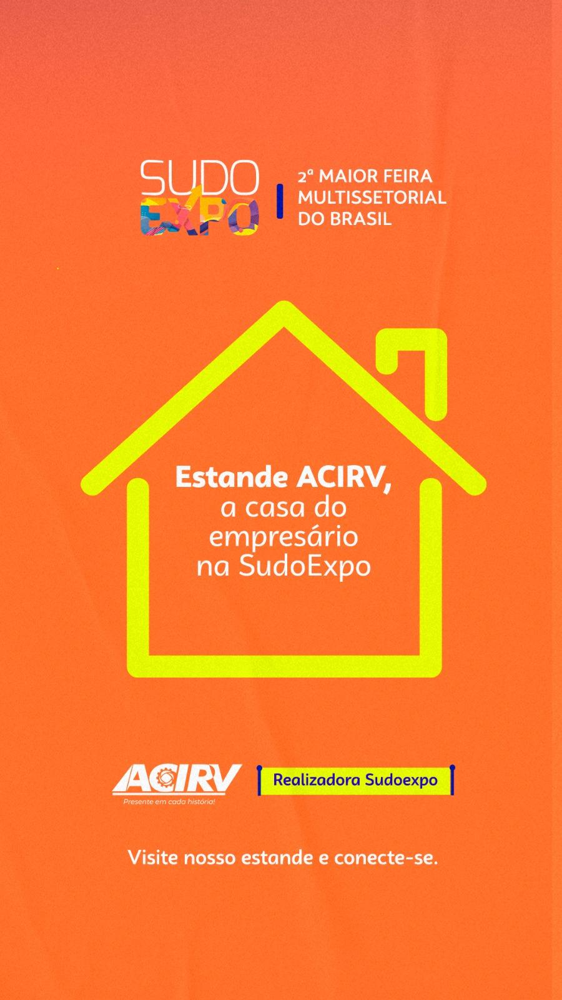 SUDO
EXPO
2ª MAIOR FEIRA
MULTISSETORIAL
DO BRASIL
Estande ACIRV,
a casa do
empresário
na SudoExpo
ACIRV
Presente em cada história!
Realizadora Sudoexpo
Visite nosso estande e conecte-se.